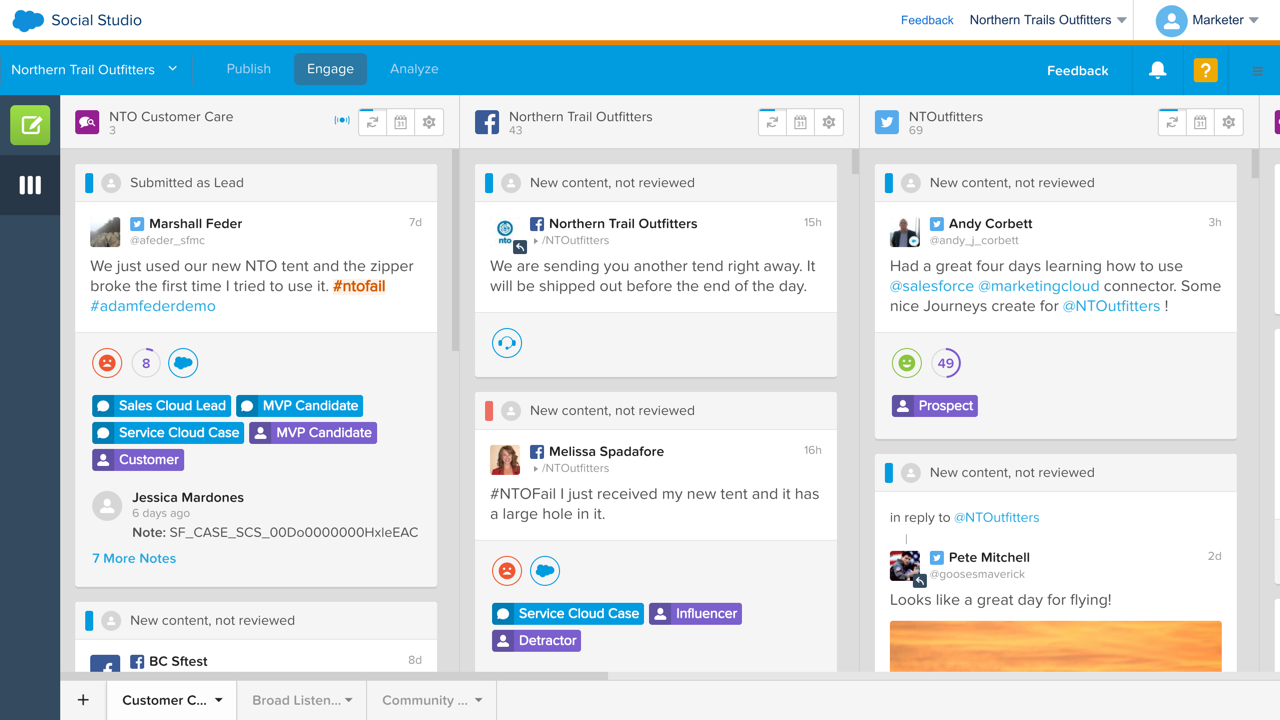 Social Studio
Feedback
Northern Trails Outfitters
Marketer
Northern Trail Outfitters
Publish
Engage
Analyze
Feedback
?
NTO Customer Care
3
31
Submitted as Lead
Marshall Feder
7d
@afeder_sfmc
We just used our new NTO tent and the zipper
broke the first time I tried to use it. #ntofail
#adamfederdemo
8
Sales Cloud Lead
MVP Candidate
Service Cloud Case
MVP Candidate
Customer
Jessica Mardones
6 days ago
Note: SF_CASE_SCS_00Do0000000HxleEAC
7 More Notes
New content, not reviewed
BC Sftest
8d
Northern Trail Outfitters
43
31
New content, not reviewed
nto
Northern Trail Outfitters
15h
/NTOutfitters
We are sending you another tend right away. It
will be shipped out before the end of the day.
New content, not reviewed
Melissa Spadafore
16h
/NTOutfitters
#NTOFail I just received my new tent and it has
a large hole in it.
Service Cloud Case
Influencer
Detractor
NTOutfitters
69
31
New content, not reviewed
Andy Corbett
3h
@andy_j_corbett
Had a great four days learning how to use
@salesforce @marketingcloud connector. Some
nice Journeys create for @NTOutfitters !
49
Prospect
New content, not reviewed
in reply to @NTOutfitters
Pete Mitchell
2d
@goosesmaverick
Looks like a great day for flying!
+
Customer C...
Broad Listen...
Community ...